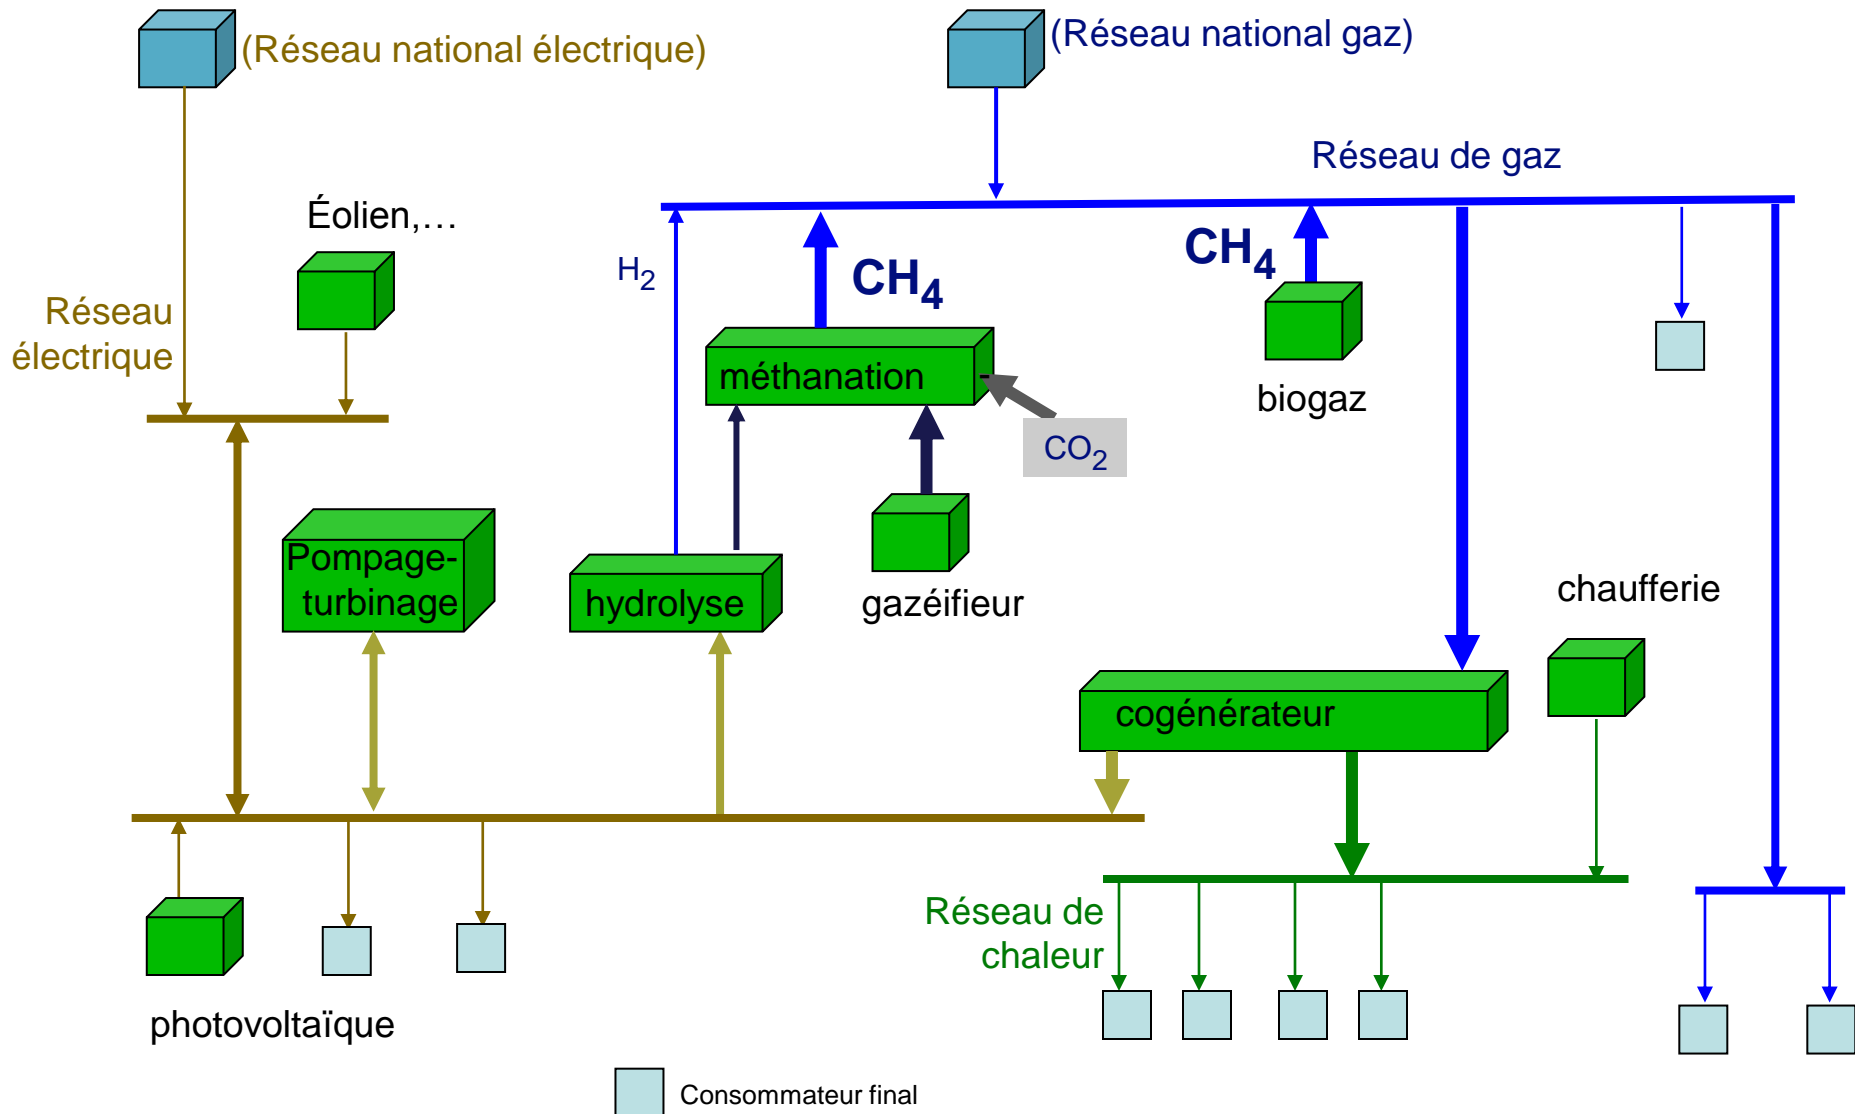 (Réseau national électrique)
(Réseau national gaz)
Réseau de gaz
Éolien,…
H2
CH4
CH4
Réseau
électrique
méthanation
biogaz
CO2
Pompage-
turbinage
hydrolyse
gazéifieur
chaufferie
cogénérateur
Réseau de
chaleur
photovoltaïque
Consommateur final